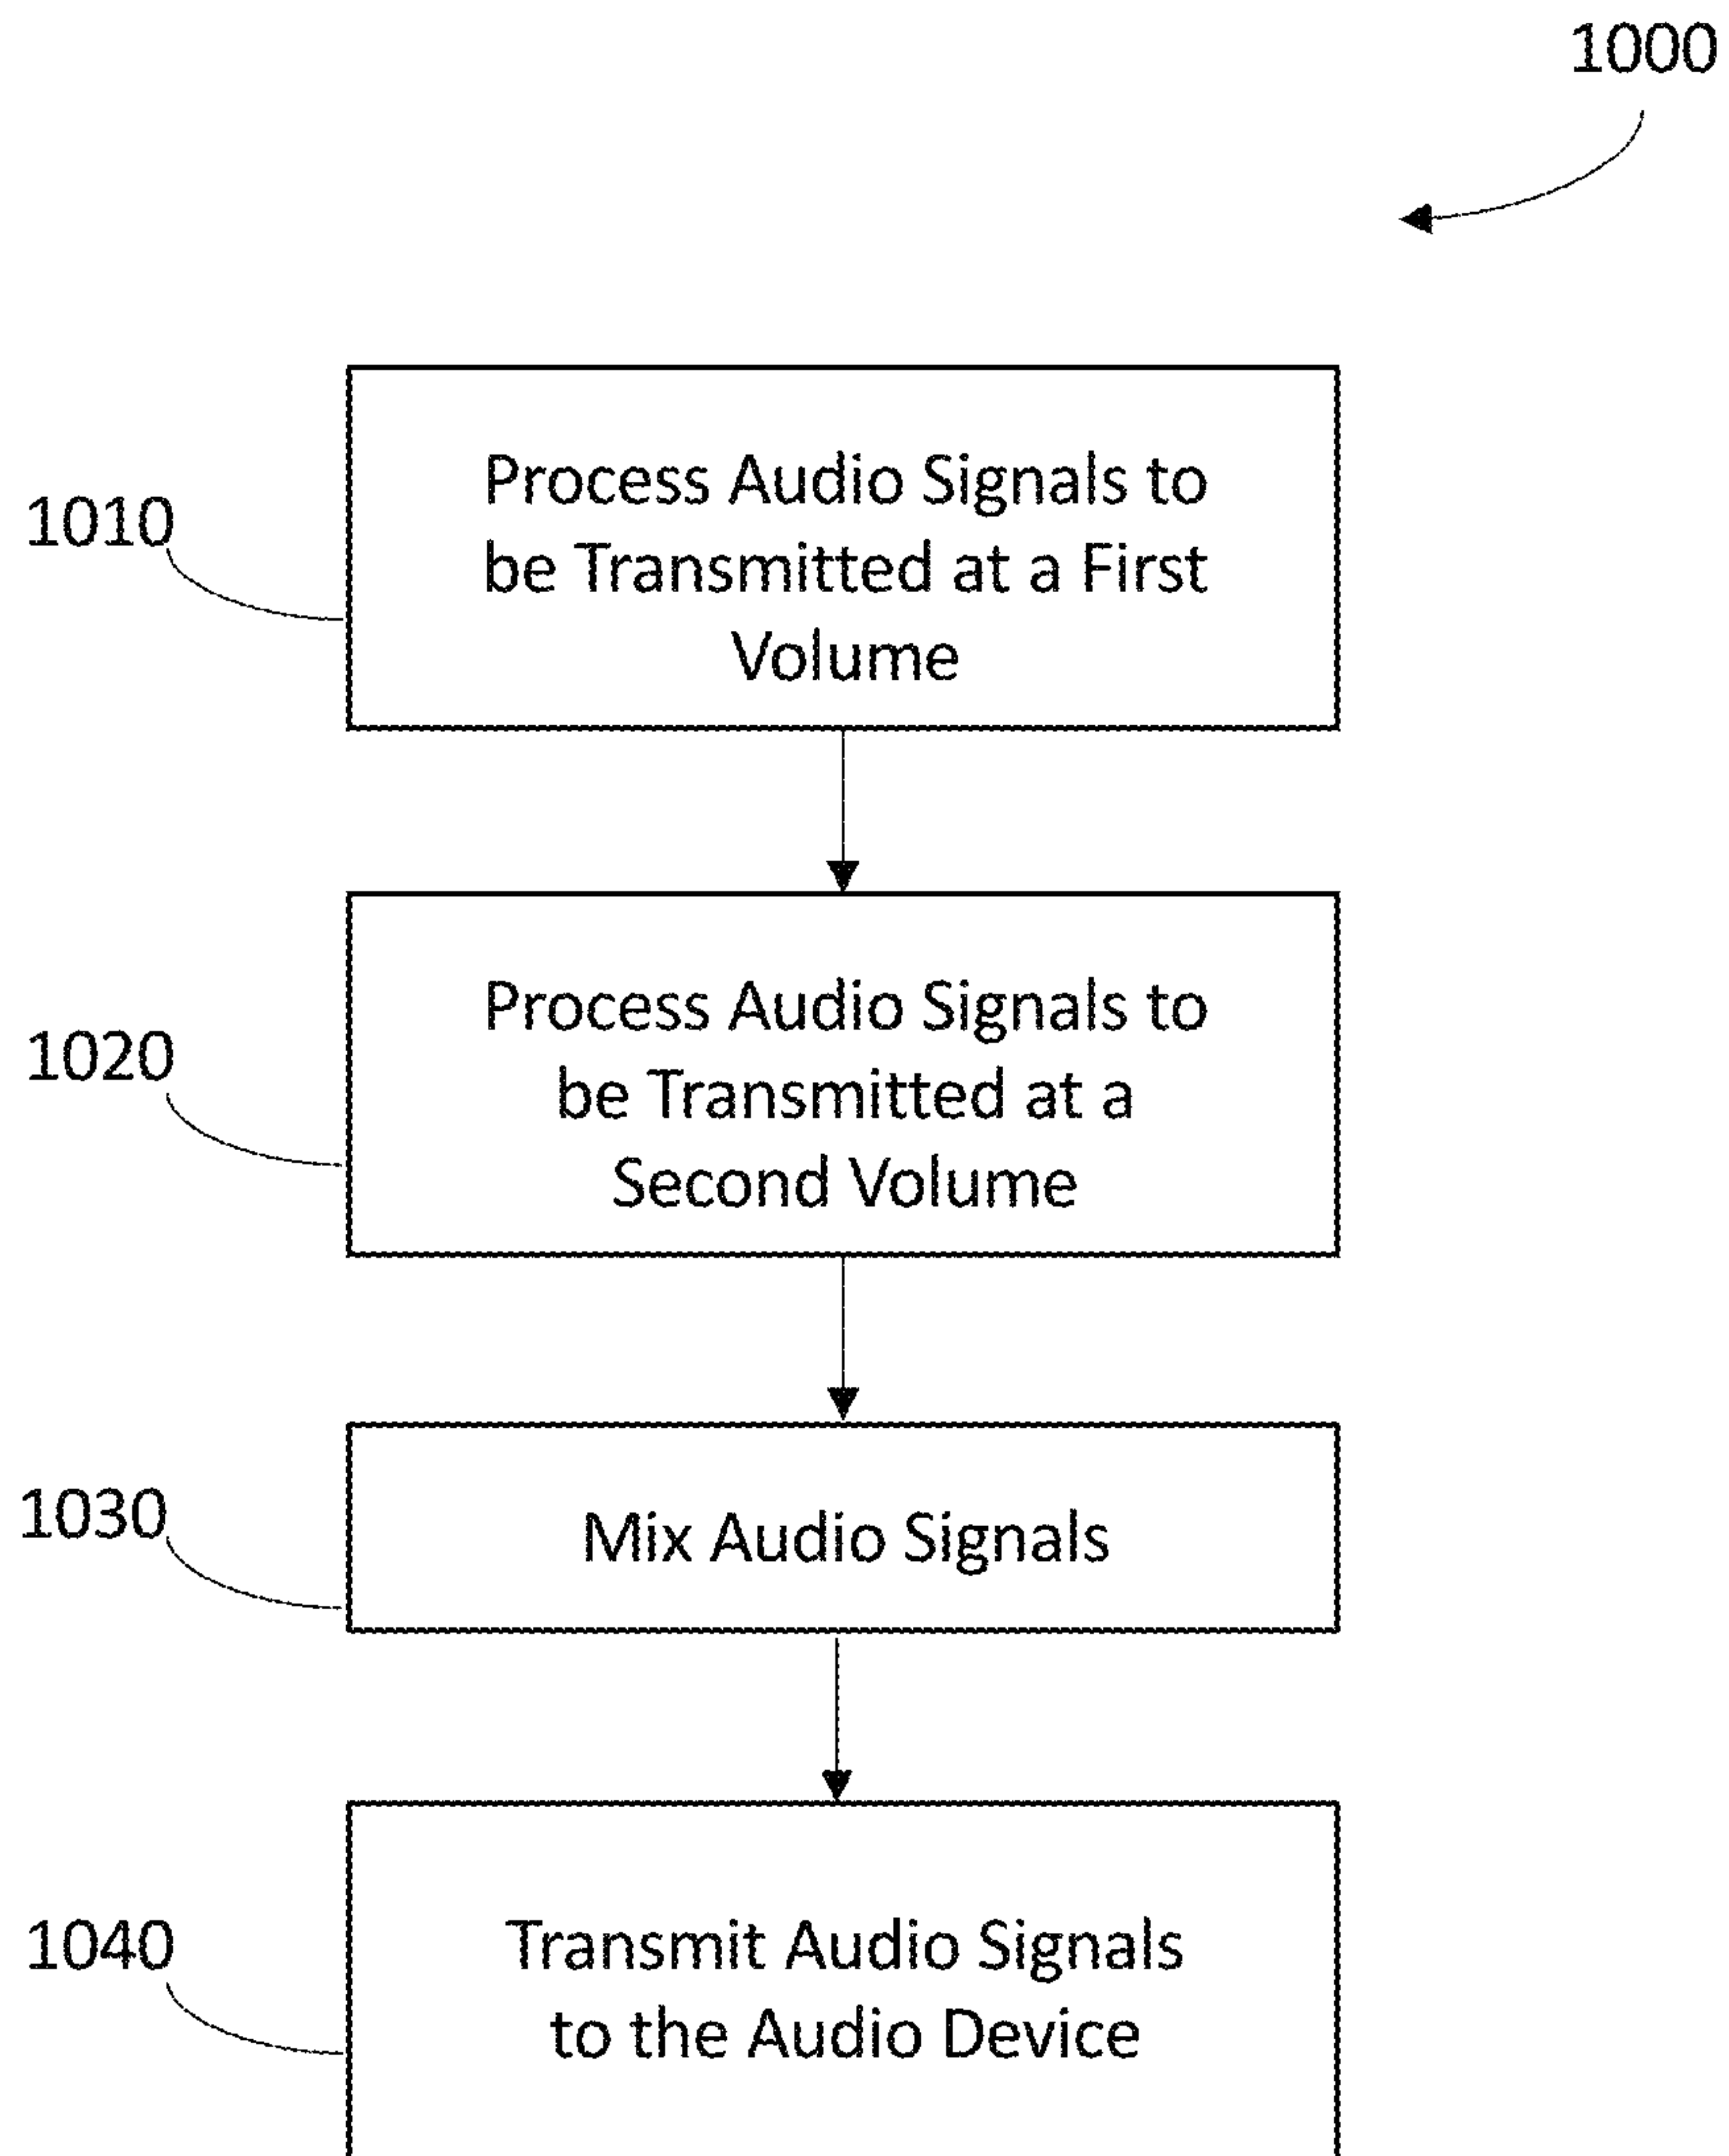 1000
1010
Process Audio Signals to
be Transmitted at a First
Volume
1020
Process Audio Signals to
be Transmitted at a
Second Volume
1030
Mix Audio Signals
1040
Transmit Audio Signals
to the Audio Device